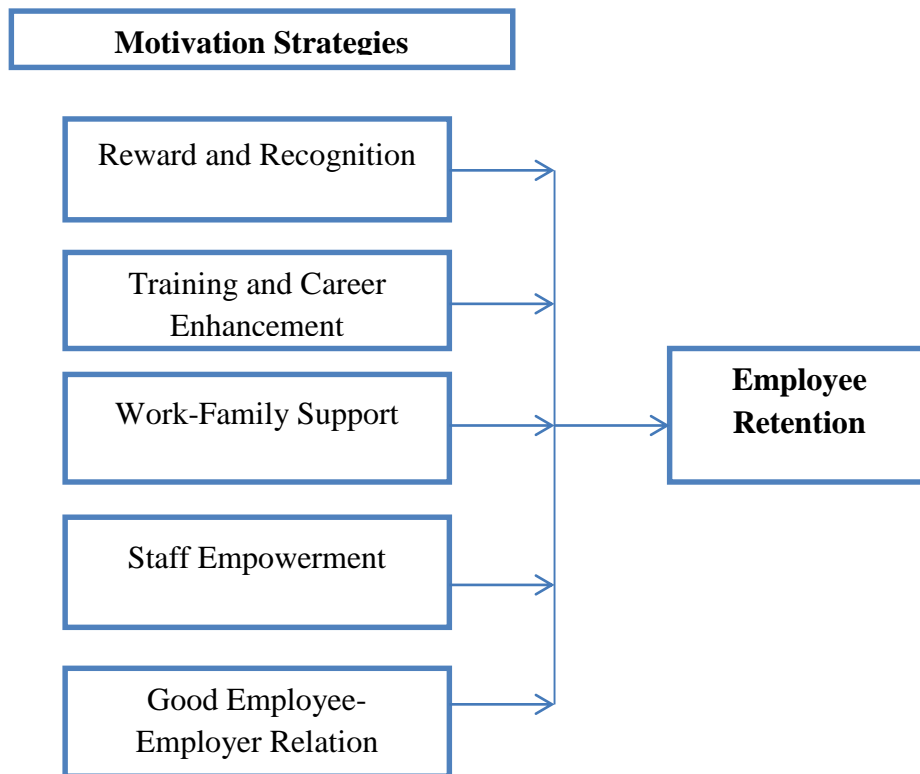 Motivation Strategies
Reward and Recognition
Training and Career
Enhancement
Work-Family Support
Staff Empowerment
Good Employee-
Employer Relation
Employee
Retention